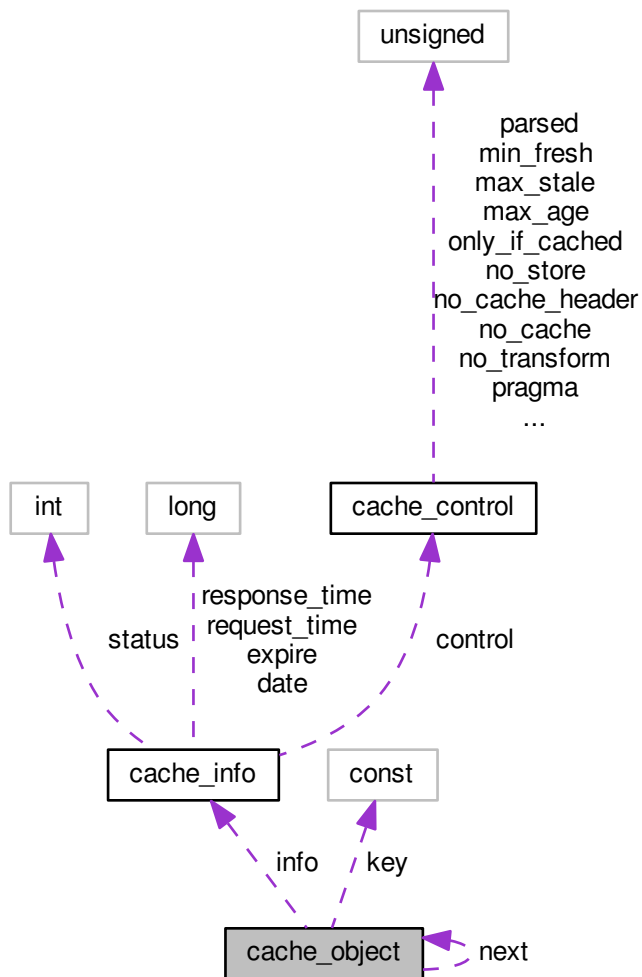 unsigned
parsed
min_fresh
max_stale
max_age
only_if_cached
no_store
no_cache_header
no_cache
no_transform
pragma
...
int
long
cache_control
response_time
request_time
expire
date
status
control
cache_info
const
info
key
cache_object
next